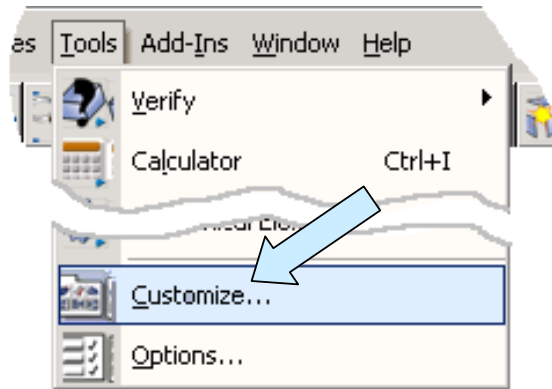 es Tools Add-Ins Window Help
Verify
Calculator Ctrl+I
Customize...
Options...